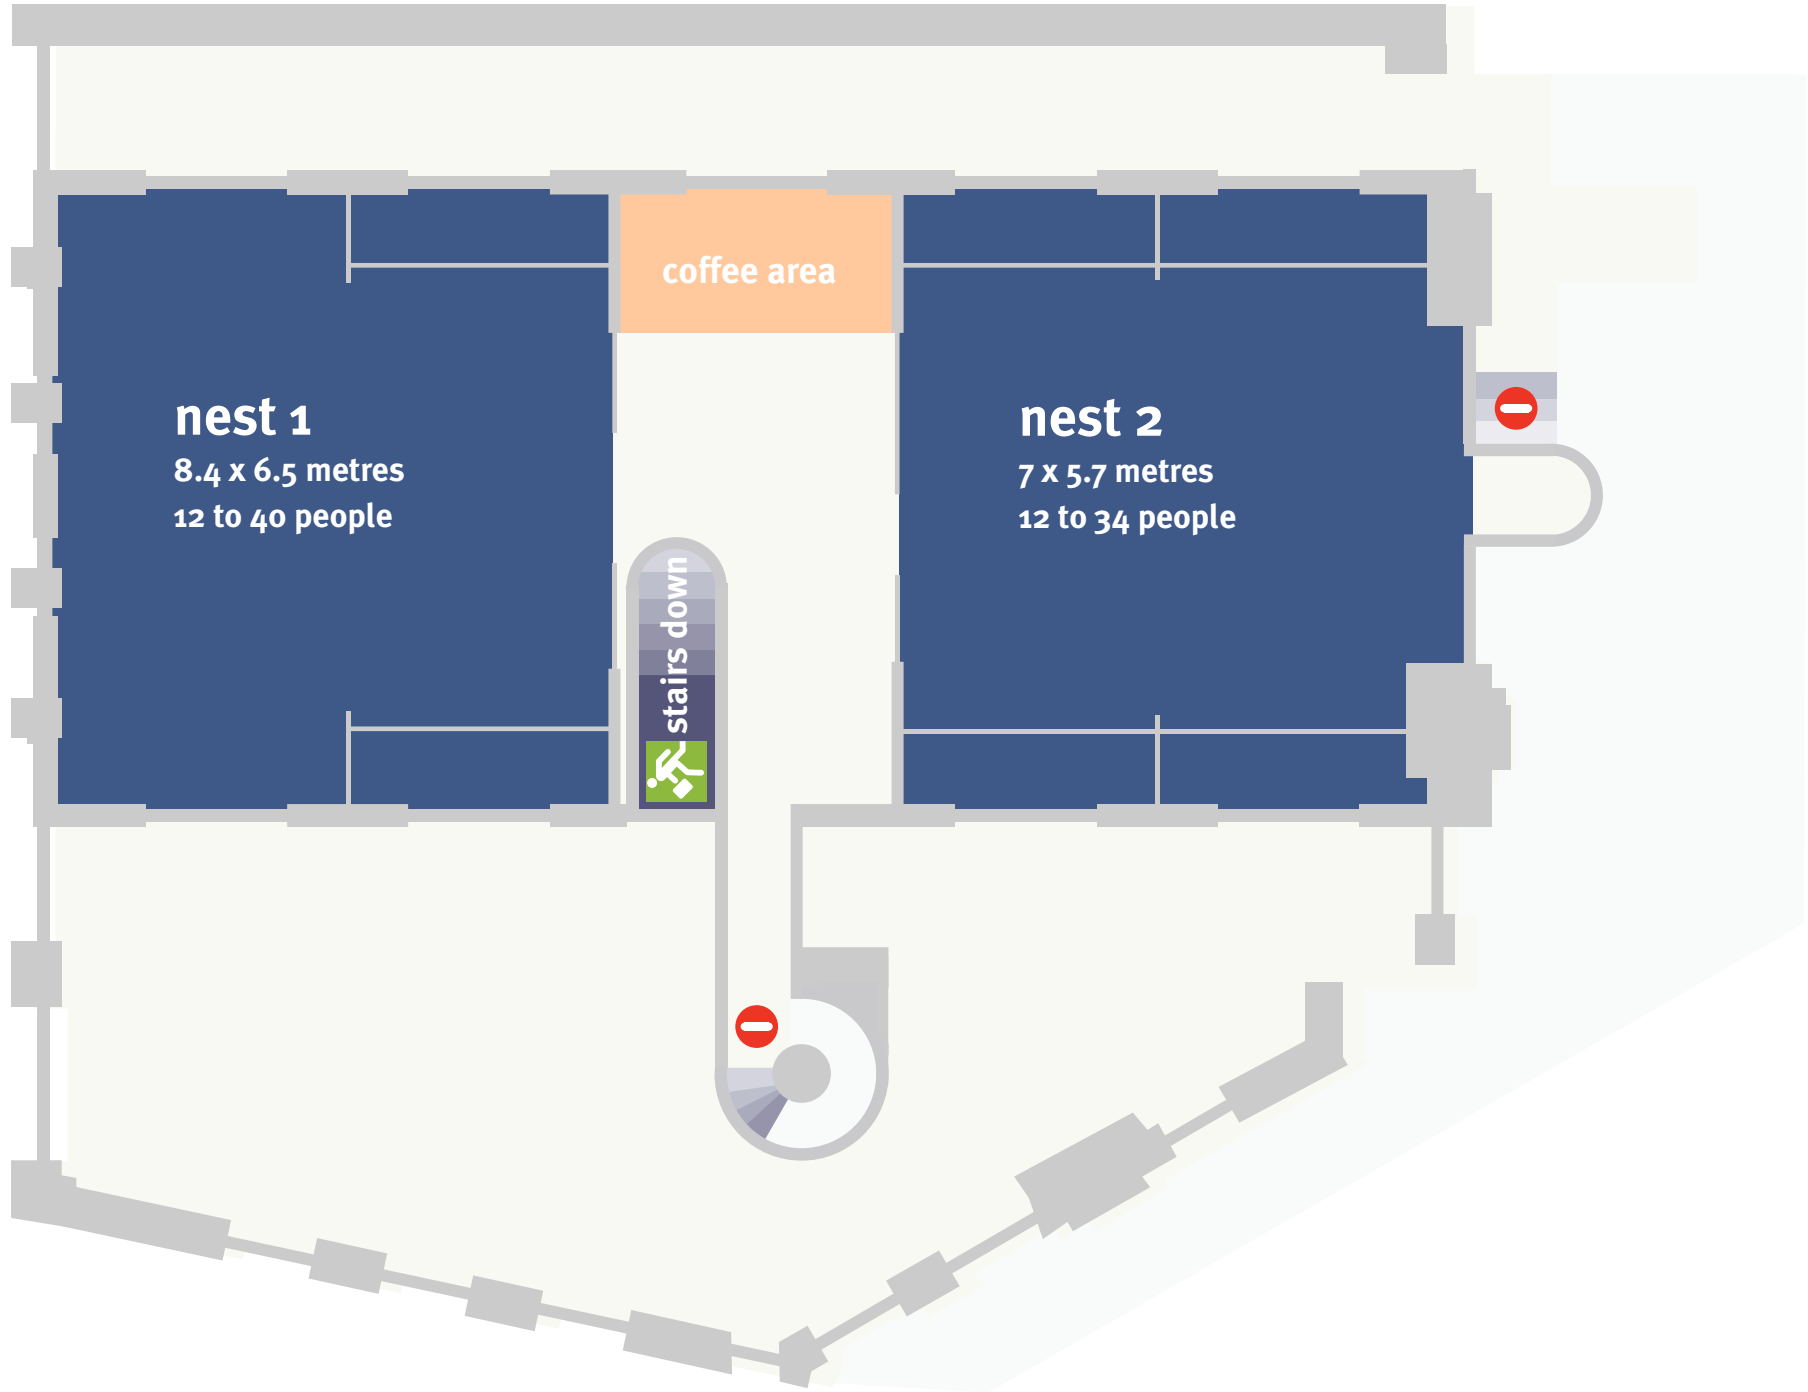 coffee area
nest 1
8.4 x 6.5 metres
12 to 40 people
nest 2
7 x 5.7 metres
12 to 34 people
stairs down